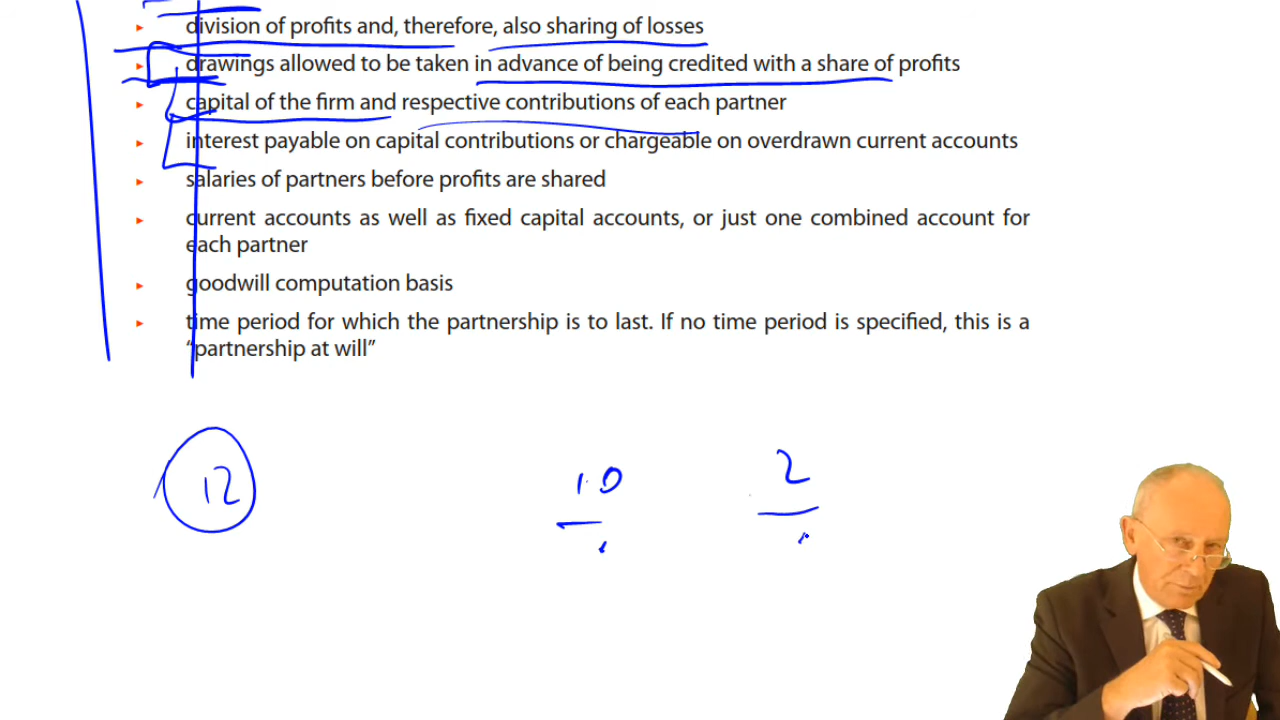 division of profits and, therefore, also sharing of losses
drawings allowed to be taken in advance of being credited with a share of profits
capital of the firm and respective contributions of each partner
interest payable on capital contributions or chargeable on overdrawn current accounts
salaries of partners before profits are shared
current accounts as well as fixed capital accounts, or just one combined account for
each partner
goodwill computation basis
time period for which the partnership is to last. If no time period is specified, this is a
“partnership at will”
12 10 2